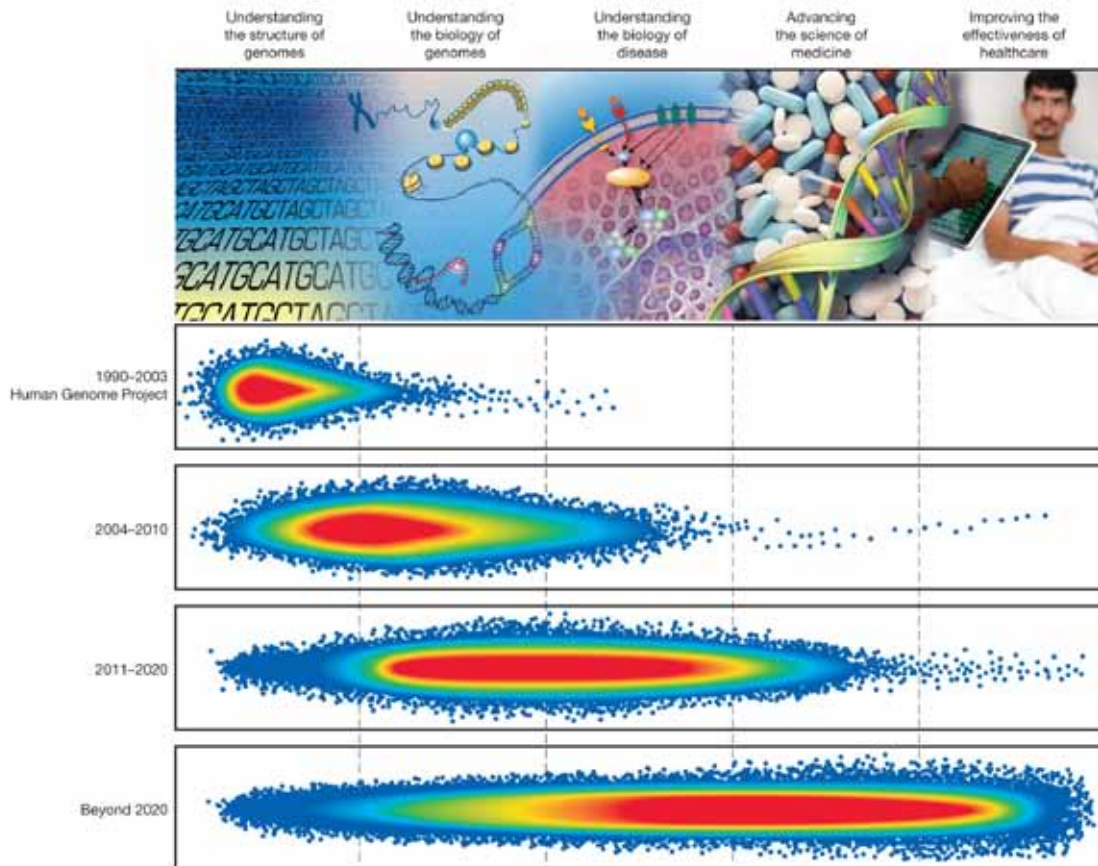 Understanding
the structure of
genomes
Understanding
the biology of
genomes
Understanding
the biology of
disease
Advancing
the science of
medicine
Improving the
effectiveness of
healthcare
GCATGCATGCATGC
1990–2003
Human Genome Project
2004–2010
2011–2020
Beyond 2020